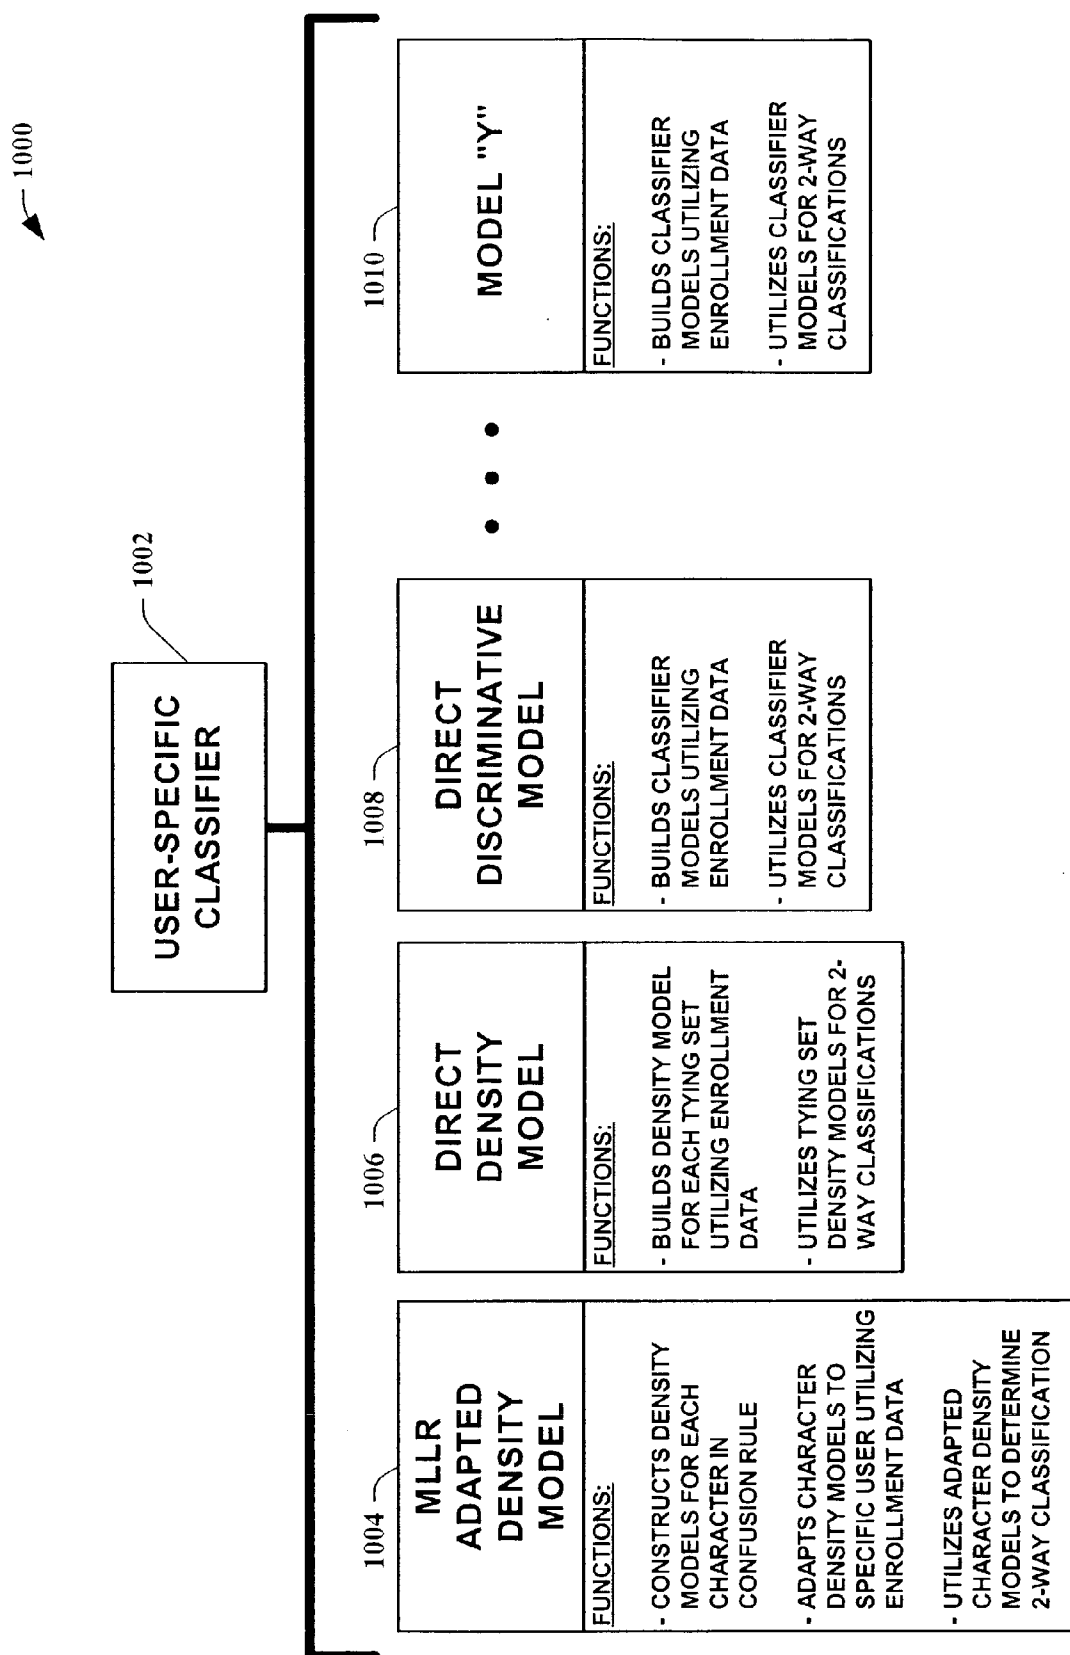 1000
USER-SPECIFIC
CLASSIFIER
1002
1004
MLLR
ADAPTED
DENSITY
MODEL
FUNCTIONS:
- CONSTRUCTS DENSITY
MODELS FOR EACH
CHARACTER IN
CONFUSION RULE
- ADAPTS CHARACTER
DENSITY MODELS TO
SPECIFIC USER UTILIZING
ENROLLMENT DATA
- UTILIZES ADAPTED
CHARACTER DENSITY
MODELS TO DETERMINE
2-WAY CLASSIFICATION
1006
DIRECT
DENSITY
MODEL
FUNCTIONS:
- BUILDS DENSITY MODEL
FOR EACH TYING SET
UTILIZING ENROLLMENT
DATA
- UTILIZES TYING SET
DENSITY MODELS FOR 2-
WAY CLASSIFICATIONS
1008
DIRECT
DISCRIMINATIVE
MODEL
FUNCTIONS:
- BUILDS CLASSIFIER
MODELS UTILIZING
ENROLLMENT DATA
- UTILIZES CLASSIFIER
MODELS FOR 2-WAY
CLASSIFICATIONS
1010
MODEL "Y"
FUNCTIONS:
- BUILDS CLASSIFIER
MODELS UTILIZING
ENROLLMENT DATA
- UTILIZES CLASSIFIER
MODELS FOR 2-WAY
CLASSIFICATIONS